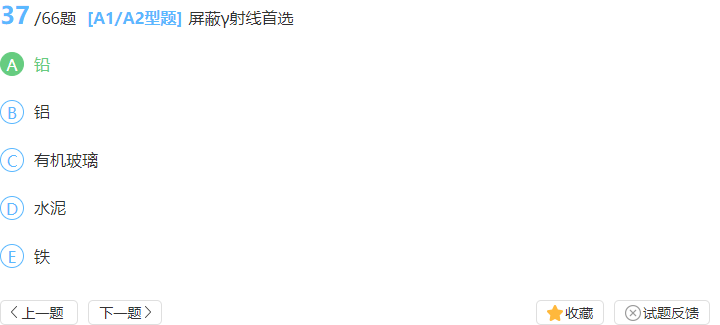 37 /66题 [A1/A2型题] 屏蔽γ射线首选
A 铅
B 铝
C 有机玻璃
D 水泥
E 铁
上一题 下一题 收藏 试题反馈